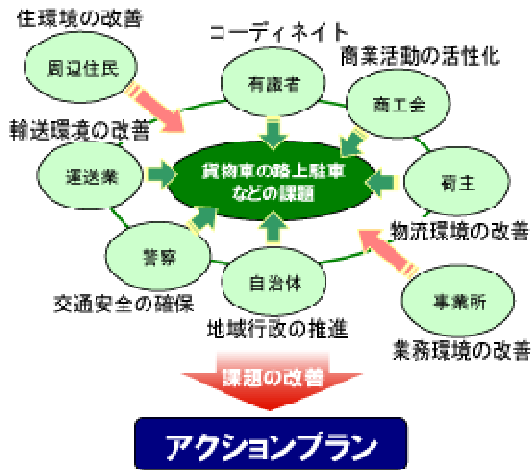 住環境の改善
周辺住民
コーディネイト
有識者
商業活動の活性化
商工会
輸送環境の改善
運送業
貨物車の路上駐車
などの課題
荷主
物流環境の改善
警察
交通安全の確保
自治体
地域行政の推進
事業所
業務環境の改善
課題の改善
アクションプラン